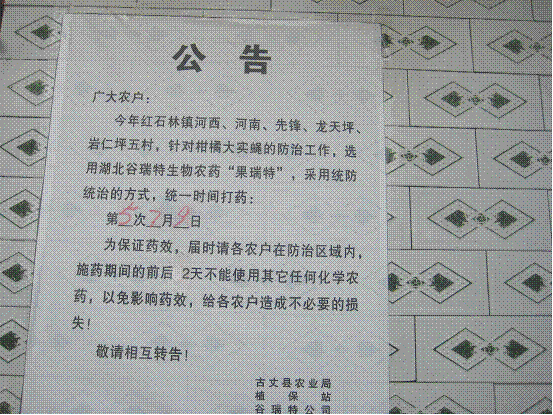 公 告
广大农户：
今年红石林镇河西、河南、先锋、龙天坪、
岩仁坪五村，针对柑橘大实蝇的防治工作，选
用湖北谷瑞特生物农药“果瑞特”，采用统防
统治的方式，统一时间打药：
第5次7月9日
为保证药效，届时请各农户在防治区域内，
施药期间的前后 2天不能使用其它任何化学农
药，以免影响药效，给各农户造成不必要的损
失！
敬请相互转告！
古丈县农业局
植 保 站
谷瑞特公司